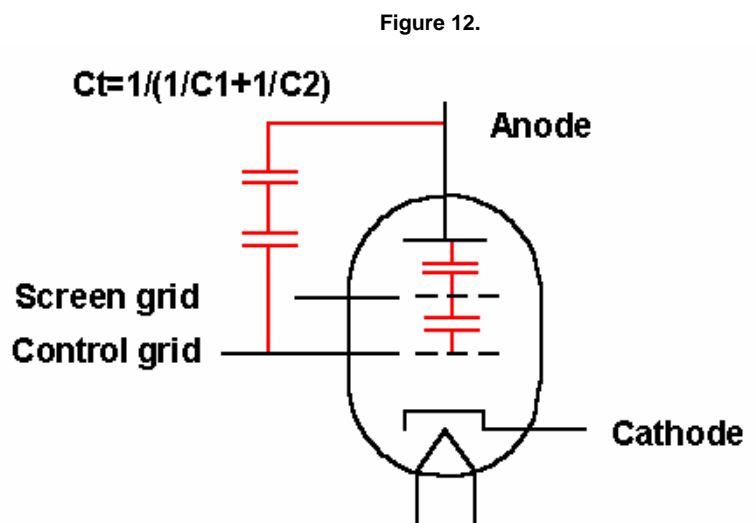 Figure 12.
Ct=1/(1/C1+1/C2)
Anode
Screen grid
Control grid
Cathode